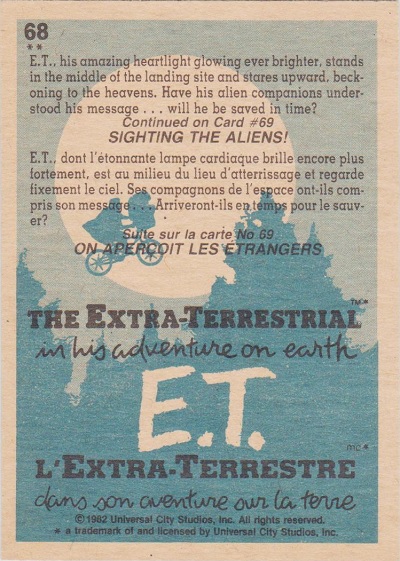 68
**
E.T., his amazing heartlight glowing ever brighter, stands
in the middle of the landing site and stares upward, beck-
oning to the heavens. Have his alien companions under-
stood his message . . . will he be saved in time?
Continued on Card #69
SIGHTING THE ALIENS!
E.T., dont l'étonnante lampe cardiaque brille encore plus
fortement, est au milieu du lieu d'atterrissage et regarde
fixement le ciel. Ses compagnons de l'espace ont-ils com-
pris son message . . . Arriveront-ils en temps pour le sauv-
er?
Suite sur la carte No 69
ON APERCOIT LES ÉTRANGERS
THE EXTRA-TERRESTRIAL TM*
in his adventure on earth
E.T.
MC *
L'EXTRA-TERRESTRE
dans son aventure sur la terre
©1982 Universal City Studios, Inc. All rights reserved.
* a trademark of and licensed by Universal City Studios, Inc.